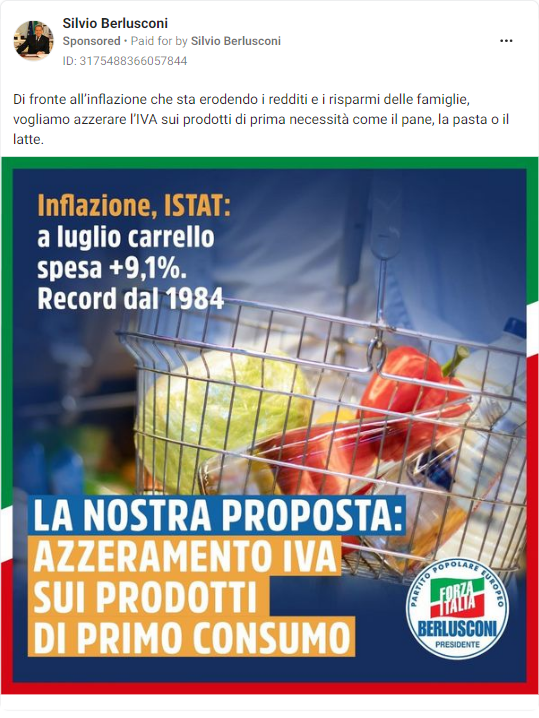 Silvio Berlusconi
Sponsored • Paid for by Silvio Berlusconi
ID: 3175488366057844
Di fronte all'inflazione che sta erodendo i redditi e i risparmi delle famiglie,
vogliamo azzerare l'IVA sui prodotti di prima necessità come il pane, la pasta o il
latte.
Inflazione, ISTAT:
a luglio carrello
spesa +9,1%.
Record dal 1984
LA NOSTRA PROPOSTA:
AZZERAMENTO IVA
SUI PRODOTTI
DI PRIMO CONSUMO
PARTITO POPOLARE EUROPEO
FORZA
ITALIA
BERLUSCONI
PRESIDENTE